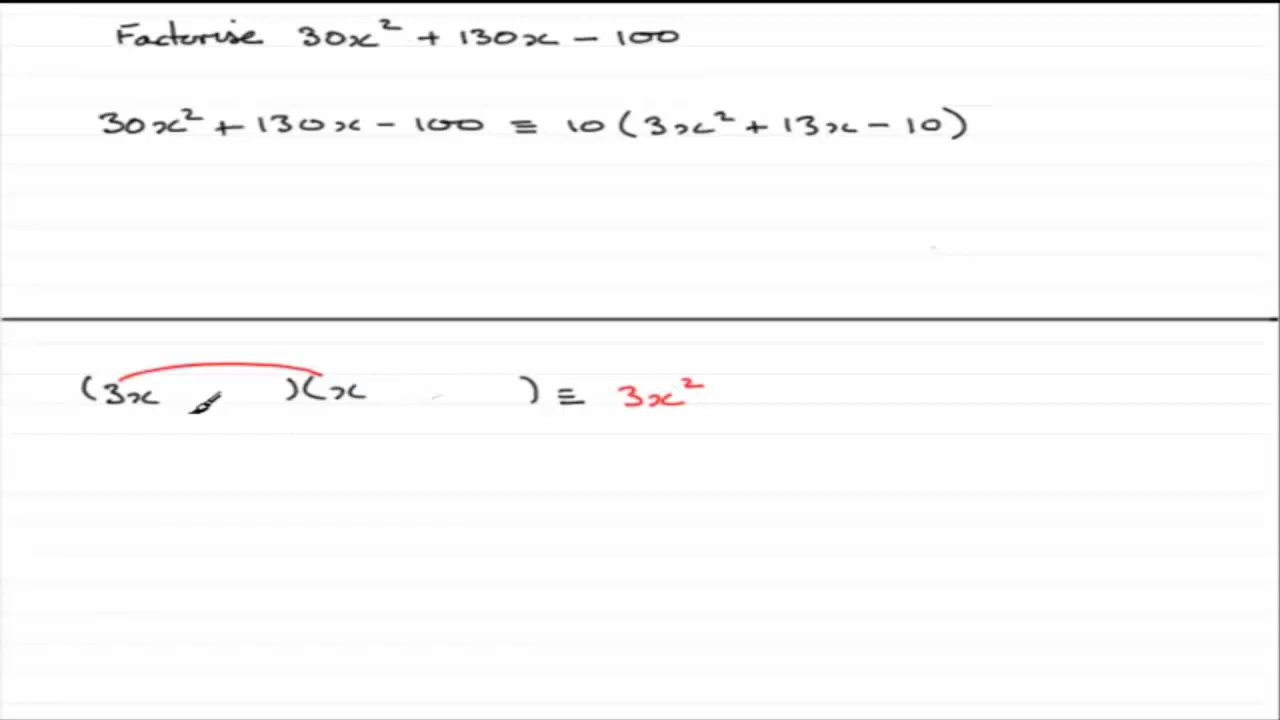 Factorise 30x² + 130x - 100
30x² + 130x - 100 ≡ 10 (3x² + 13x - 10)
(3x )(x ) ≡ 3x²